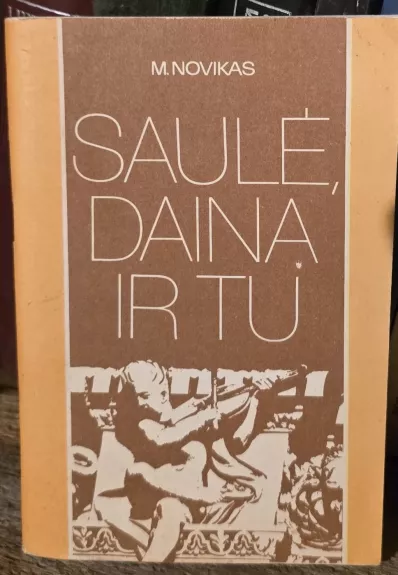 M. NOVIKAS
SAULĖ,
DAINA
IR TU